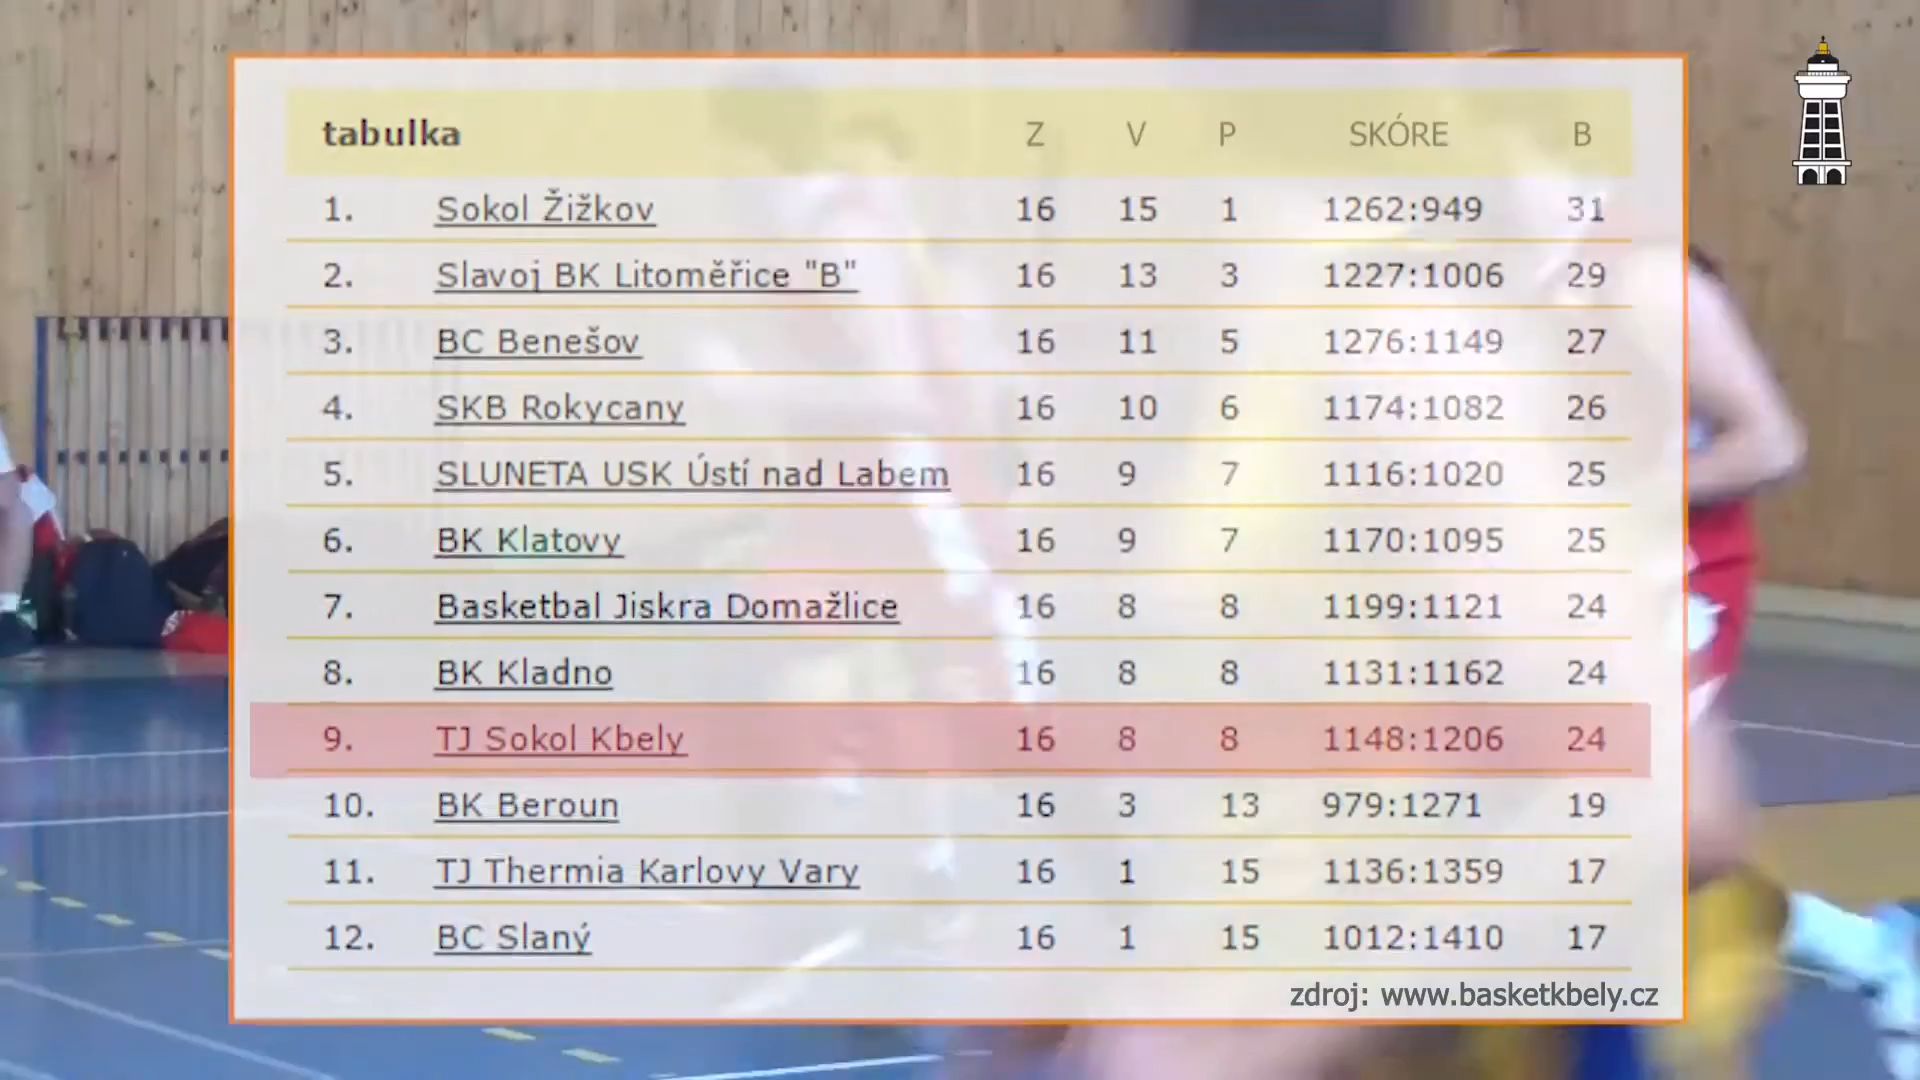 tabulka Z V P SKÓRE B
1. Sokol Žižkov 16 15 1 1262:949 31
2. Slavoj BK Litoměřice "B" 16 13 3 1227:1006 29
3. BC Benešov 16 11 5 1276:1149 27
4. SKB Rokycany 16 10 6 1174:1082 26
5. SLUNETA USK Ústí nad Labem 16 9 7 1116:1020 25
6. BK Klatovy 16 9 7 1170:1095 25
7. Basketbal Jiskra Domažlice 16 8 8 1199:1121 24
8. BK Kladno 16 8 8 1131:1162 24
9. TJ Sokol Kbely 16 8 8 1148:1206 24
10. BK Beroun 16 3 13 979:1271 19
11. TJ Thermia Karlovy Vary 16 1 15 1136:1359 17
12. BC Slaný 16 1 15 1012:1410 17
zdroj: www.basketkbely.cz